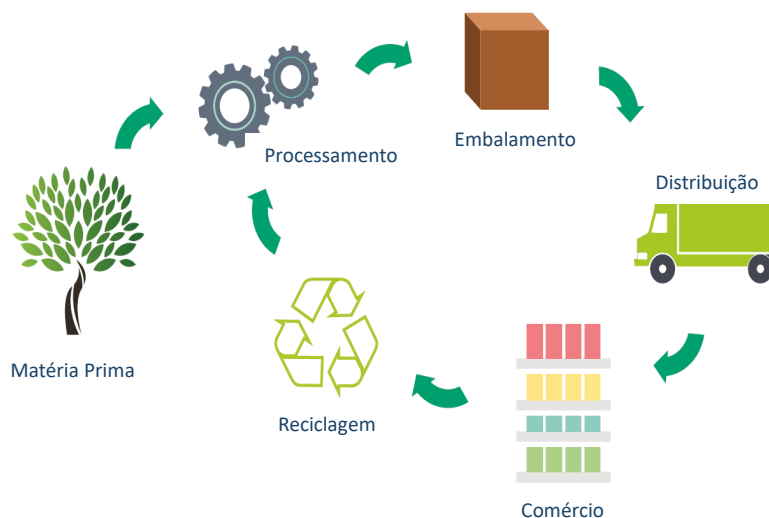 Processamento
Embalamento
Distribuição
Matéria Prima
Reciclagem
Comércio